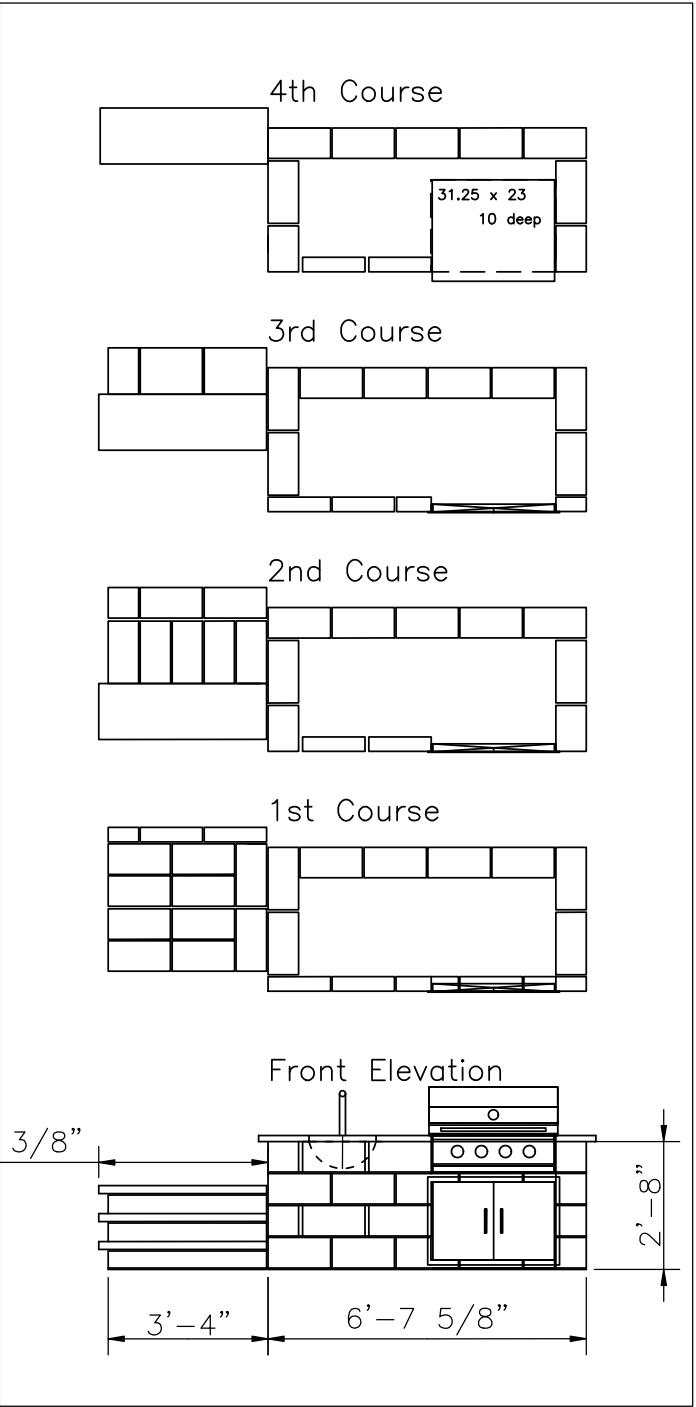 4th Course
31.25 x 23
10 deep
3rd Course
2nd Course
1st Course
Front Elevation
3/8”
2’–8”
3’–4”
6’–7 5/8”